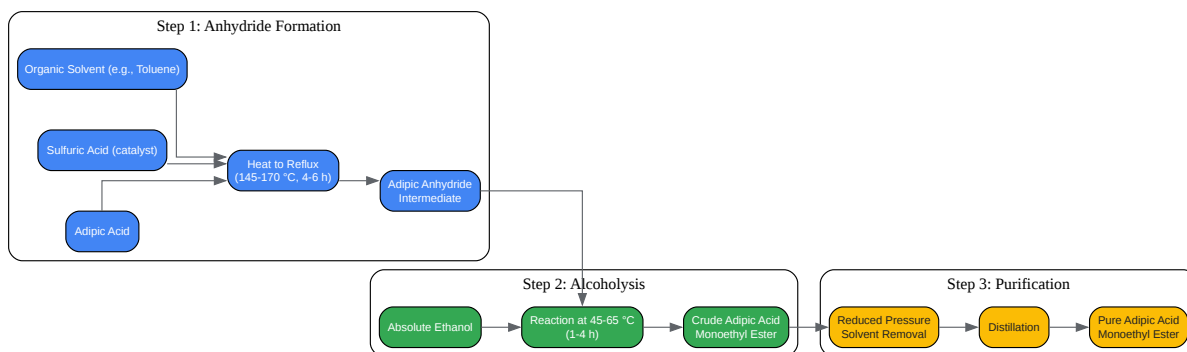 Step 1: Anhydride Formation
Organic Solvent (e.g., Toluene)
Sulfuric Acid (catalyst)
Heat to Reflux
(145-170 °C, 4-6 h)
Adipic Anhydride
Intermediate
Adipic Acid
Step 2: Alcoholysis
Absolute Ethanol
Reaction at 45-65 °C
(1-4 h)
Crude Adipic Acid
Monoethyl Ester
Step 3: Purification
Reduced Pressure
Solvent Removal
Distillation
Pure Adipic Acid
Monoethyl Ester